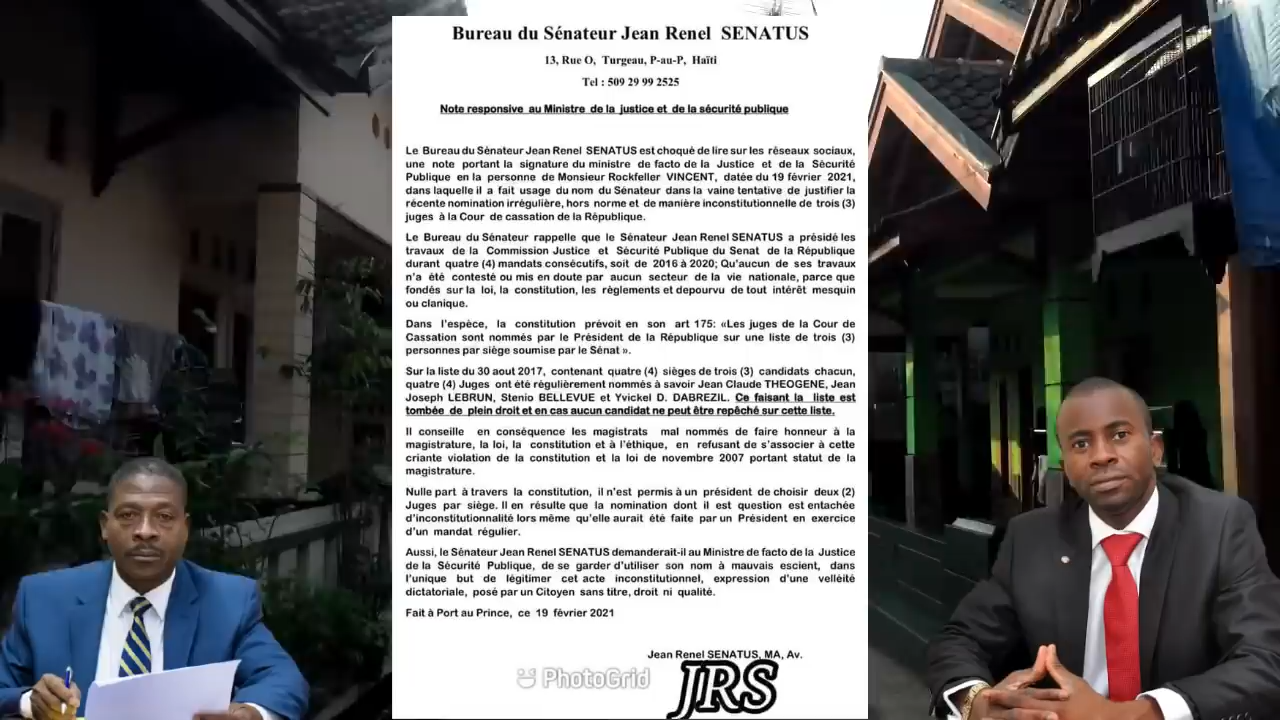 Bureau du Sénateur Jean Renel SENATUS
13, Rue O, Turgeau, P-au-P, Haïti
Tel : 509 29 99 2525
Note responsive au Ministre de la justice et de la sécurité publique
Le Bureau du Sénateur Jean Renel SENATUS est choqué de lire sur les réseaux sociaux,
une note portant la signature du ministre de facto de la Justice et de la Sécurité
Publique en la personne de Monsieur Rockfeller VINCENT, datée du 19 février 2021,
dans laquelle il a fait usage du nom du Sénateur dans la vaine tentative de justifier la
récente nomination irrégulière, hors norme et de manière inconstitutionnelle de trois (3)
juges à la Cour de cassation de la République.
Le Bureau du Sénateur rappelle que le Sénateur Jean Renel SENATUS a présidé les
travaux de la Commission Justice et Sécurité Publique du Senat de la République
durant quatre (4) mandats consécutifs, soit de 2016 à 2020; Qu'aucun de ses travaux
n'a été contesté ou mis en doute par aucun secteur de la vie nationale, parce que
fondés sur la loi, la constitution, les règlements et depourvu de tout intérêt mesquin
ou clanique.
Dans l'espèce, la constitution prévoit en son art 175: «Les juges de la Cour de
Cassation sont nommés par le Président de la République sur une liste de trois (3)
personnes par siège soumise par le Sénat ».
Sur la liste du 30 aout 2017, contenant quatre (4) sièges de trois (3) candidats chacun,
quatre (4) Juges ont été régulièrement nommés à savoir Jean Claude THEOGENE, Jean
Joseph LEBRUN, Stenio BELLEVUE et Yvickel D. DABREZIL. Ce faisant la liste est
tombée de plein droit et en cas aucun candidat ne peut être repêché sur cette liste.
Il conseille en conséquence les magistrats mal nommés de faire honneur à la
magistrature, la loi, la constitution et à l'éthique, en refusant de s'associer à cette
criante violation de la constitution et la loi de novembre 2007 portant statut de la
magistrature.
Nulle part à travers la constitution, il n'est permis à un président de choisir deux (2)
Juges par siège. Il en résulte que la nomination dont il est question est entachée
d'inconstitutionnalité lors même qu'elle aurait été faite par un Président en exercice
d'un mandat régulier.
Aussi, le Sénateur Jean Renel SENATUS demanderait-il au Ministre de facto de la Justice
de la Sécurité Publique, de se garder d'utiliser son nom à mauvais escient, dans
l'unique but de légitimer cet acte inconstitutionnel, expression d'une velléité
dictatoriale, posé par un Citoyen sans titre, droit ni qualité.
Fait à Port au Prince, ce 19 février 2021
Jean Renel SENATUS, MA, Av.
JRS
PhotoGrid